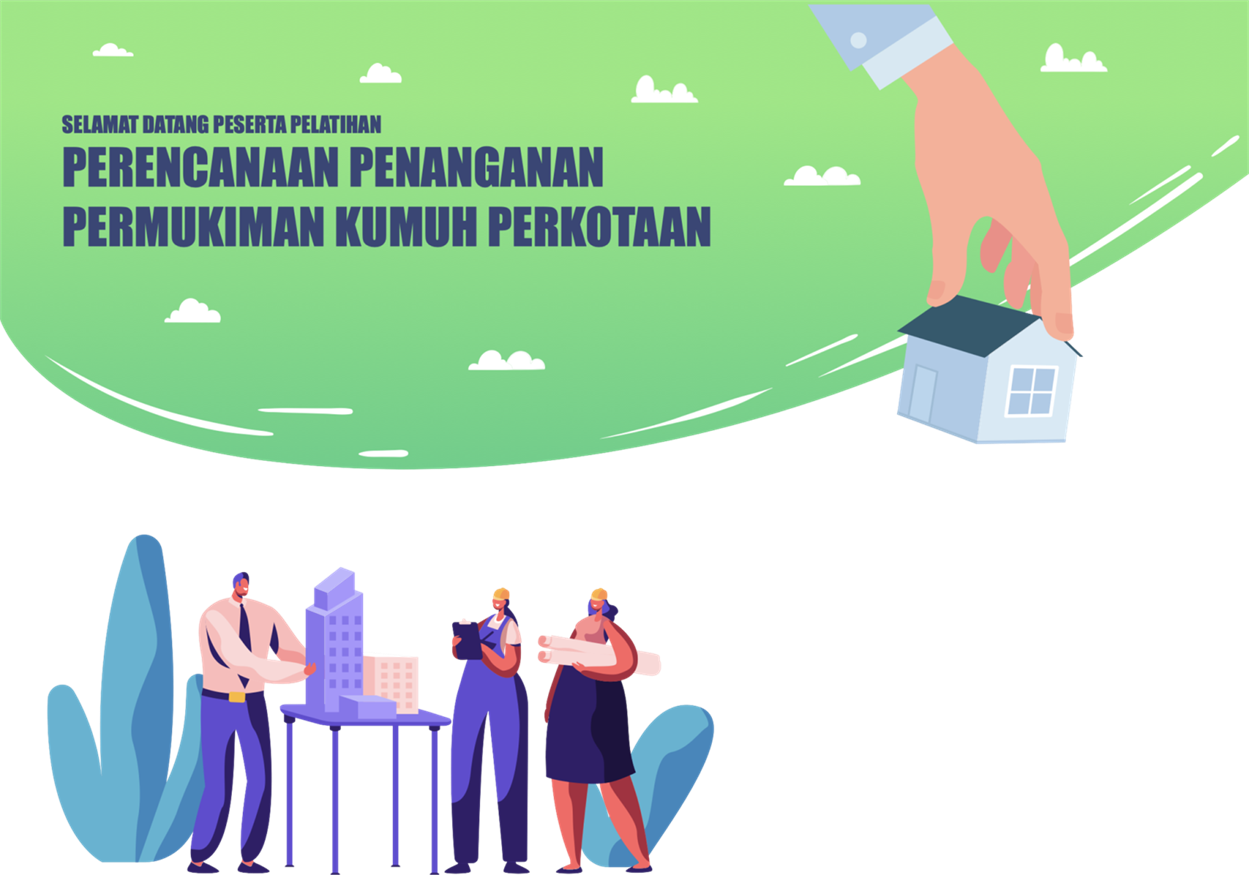 SELAMAT DATANG PESERTA PELATIHAN
PERENCANAAN PENANGANAN
PERMUKIMAN KUMUH PERKOTAAN